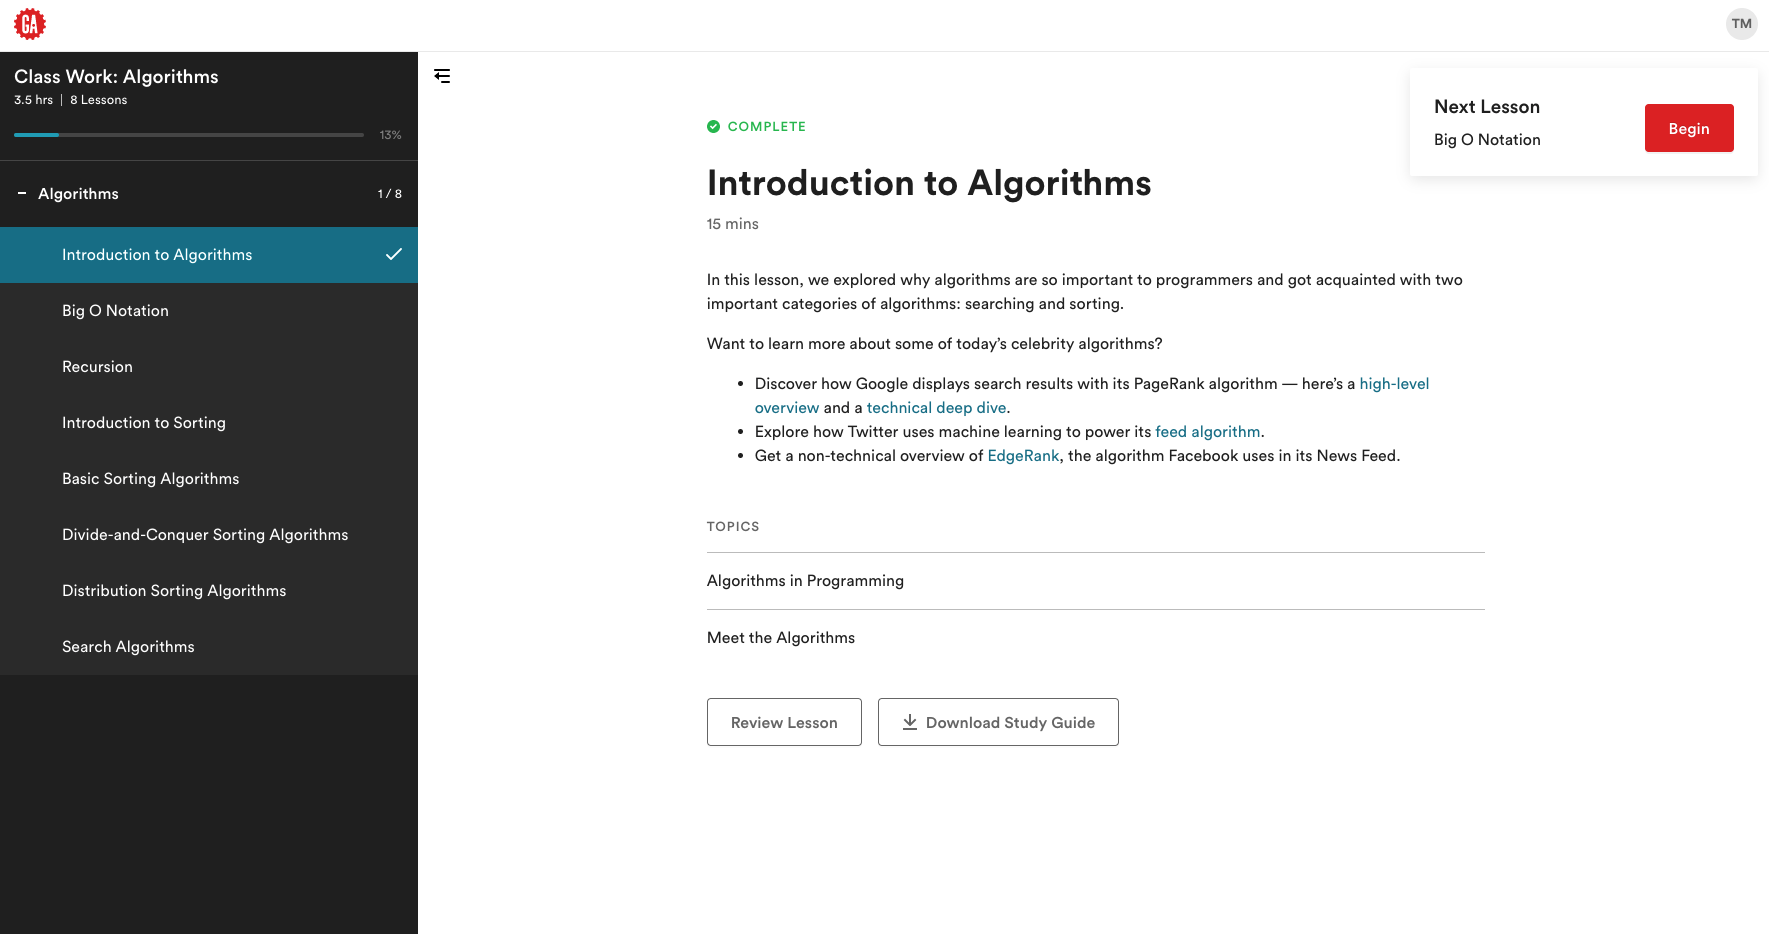 GA
TM
Class Work: Algorithms
3.5 hrs | 8 Lessons
13%
Algorithms 1 / 8
Introduction to Algorithms
Big O Notation
Recursion
Introduction to Sorting
Basic Sorting Algorithms
Divide-and-Conquer Sorting Algorithms
Distribution Sorting Algorithms
Search Algorithms
COMPLETE
Introduction to Algorithms
15 mins
In this lesson, we explored why algorithms are so important to programmers and got acquainted with two
important categories of algorithms: searching and sorting.
Want to learn more about some of today’s celebrity algorithms?
• Discover how Google displays search results with its PageRank algorithm — here’s a high-level
overview and a technical deep dive.
• Explore how Twitter uses machine learning to power its feed algorithm.
• Get a non-technical overview of EdgeRank, the algorithm Facebook uses in its News Feed.
TOPICS
Algorithms in Programming
Meet the Algorithms
Review Lesson
Download Study Guide
Next Lesson
Big O Notation
Begin